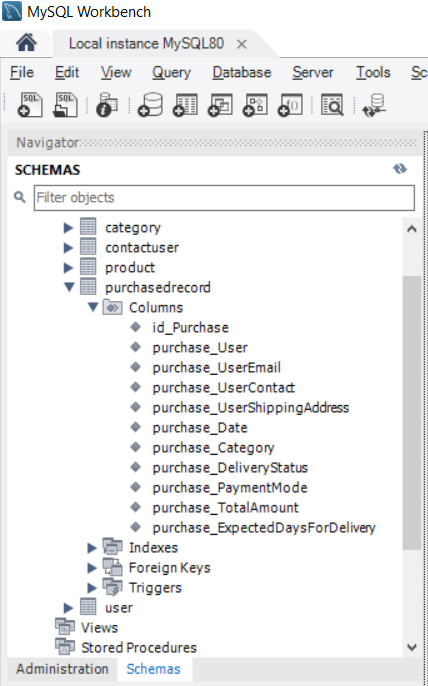 MySQL Workbench
Local instance MySQL80
File Edit View Query Database Server Tools Sc
SQL SQL
Navigator
SCHEMAS
Filter objects
category
contactuser
product
purchasedrecord
Columns
id_Purchase
purchase_User
purchase_UserEmail
purchase_UserContact
purchase_UserShippingAddress
purchase_Date
purchase_Category
purchase_DeliveryStatus
purchase_PaymentMode
purchase_TotalAmount
purchase_ExpectedDaysForDelivery
Indexes
Foreign Keys
Triggers
user
Views
Stored Procedures
Administration Schemas